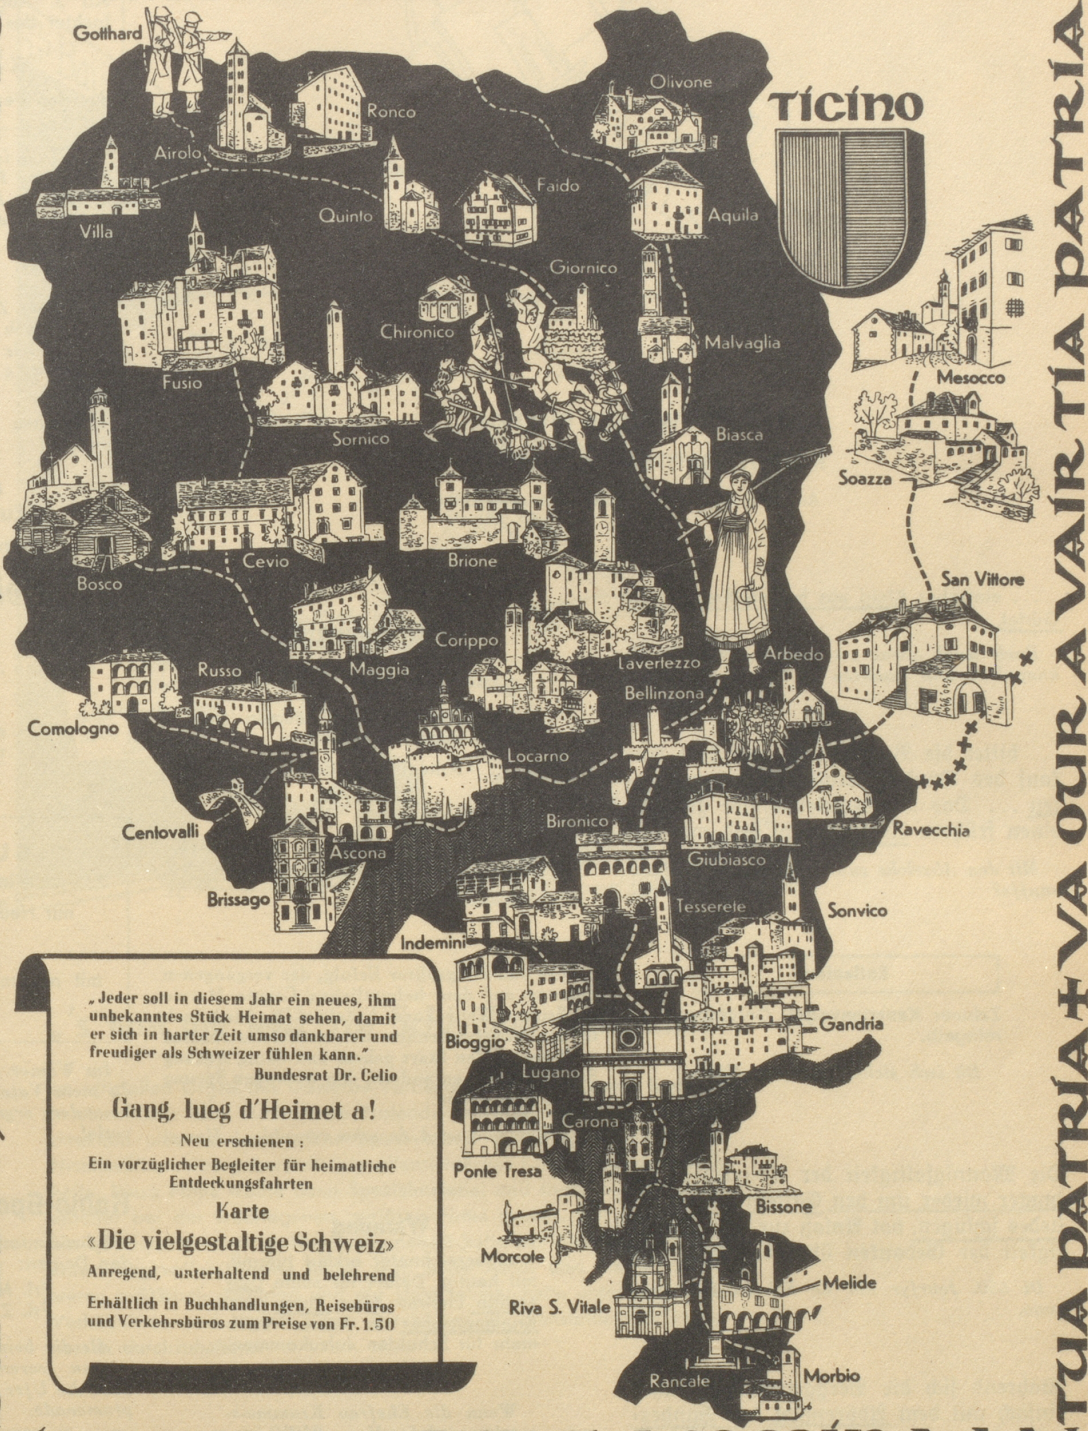 Gotthard
Ronco
Airolo
Villa
Quinto
Faido
Olivone
Aquila
TICINO
Giornico
Chironico
Malvaglia
Fusio
Sornico
Biasca
Mesocco
Soazza
San Vittore
Bosco
Cevio
Brione
Maggia
Corippo
Lavertezzo
Arbedo
Russo
Comologno
Bellinzona
Locarno
Centovalli
Ascona
Brissago
Bironico
Giubiasco
Ravecchia
Tesserete
Sonvico
Indemini
Bioggio
Gandria
Lugano
Carona
Ponte Tresa
Bissone
Morcote
Melide
Riva S. Vitale
Rancate
Morbio
„Jeder soll in diesem Jahr ein neues, ihm
unbekanntes Stück Heimat sehen, damit
er sich in harter Zeit umso dankbarer und
freudiger als Schweizer fühlen kann.”
Bundesrat Dr. Celio
Gang, lueg d'Heimet a!
Neu erschienen :
Ein vorzüglicher Begleiter für heimatliche
Entdeckungsfahrten
Karte
«Die vielgestaltige Schweiz»
Anregend, unterhaltend und belehrend
Erhältlich in Buchhandlungen, Reisebüros
und Verkehrsbüros zum Preise von Fr. 1.50
TUA PATRIA + VA OUR A VAIR TIA PATRIA